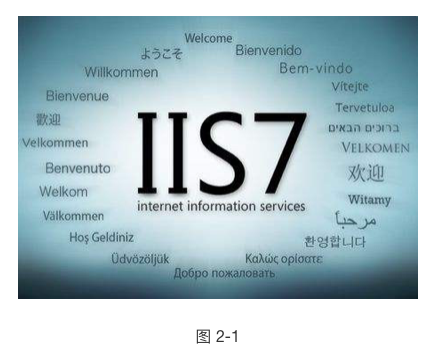 Welcome
ようこそ
Bienvenido
Willkommen
Bem-vindo
Bienvenue
Vítejte
歡迎
Tervetuloa
ברוכים הבאים
Velkommen
VELKOMEN
IIS7
Benvenuto
欢迎
Welkom
Witamy
internet information services
Välkommen
مرحباً
Hoş Geldiniz
환영합니다
Üdvözöljük
Καλώς ορίσατε
Добро пожаловать
图 2-1